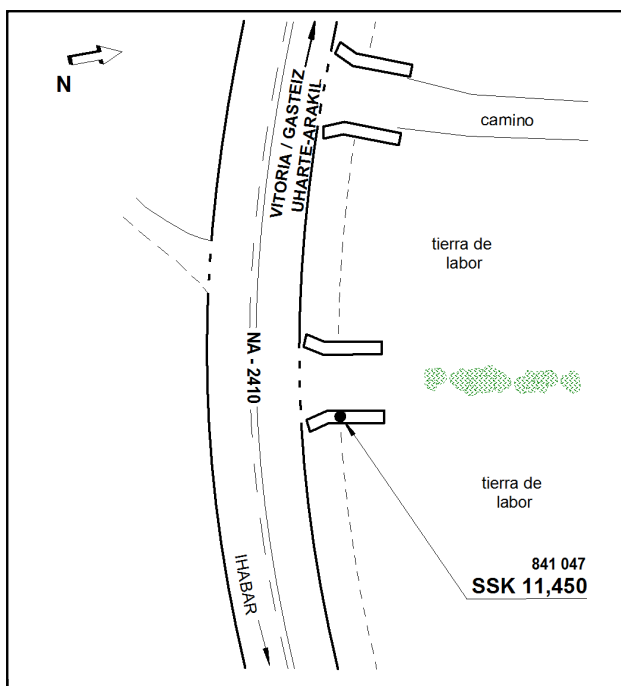 N
VITORIA / GASTEIZ
UHARTE-ARAKIL
camino
tierra de
labor
NA - 2410
tierra de
labor
IHABAR
841 047
SSK 11,450